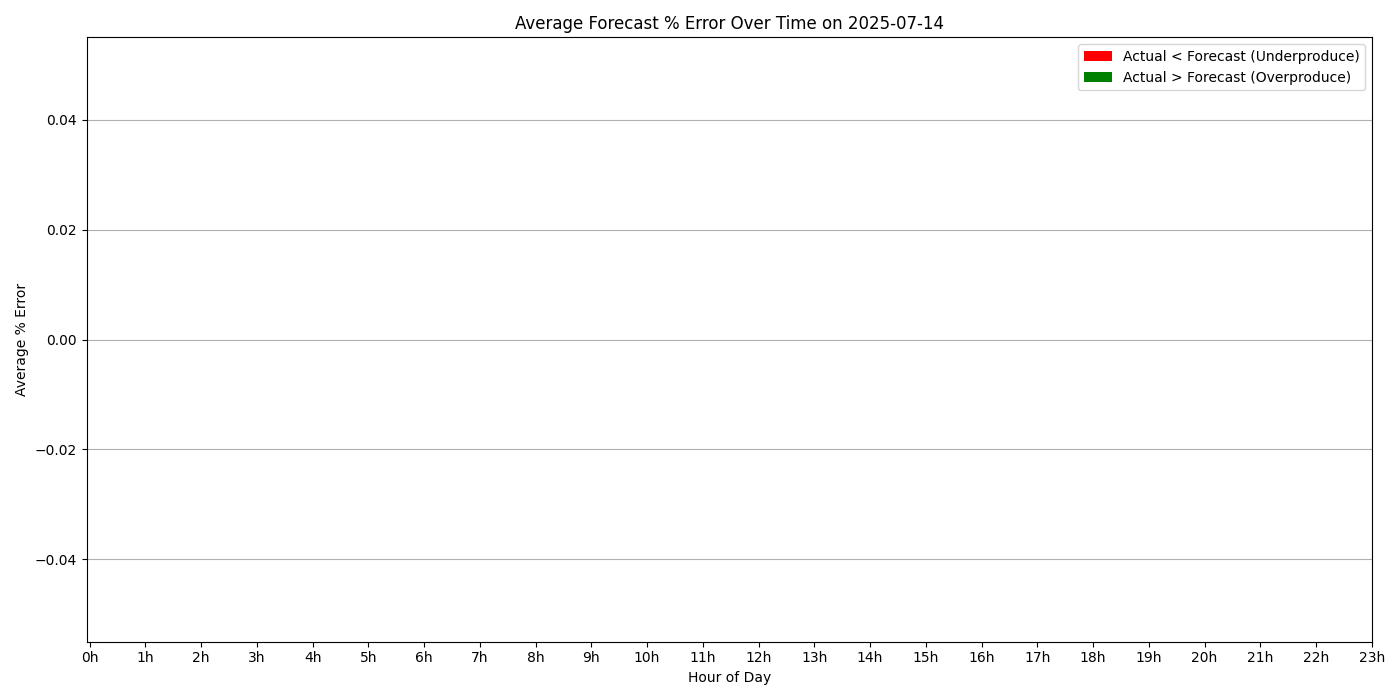 Average Forecast % Error Over Time on 2025-07-14
Actual < Forecast (Underproduce)
Actual > Forecast (Overproduce)
Average % Error
0.04
0.02
0.00
−0.02
−0.04
0h 1h 2h 3h 4h 5h 6h 7h 8h 9h 10h 11h 12h 13h 14h 15h 16h 17h 18h 19h 20h 21h 22h 23h
Hour of Day